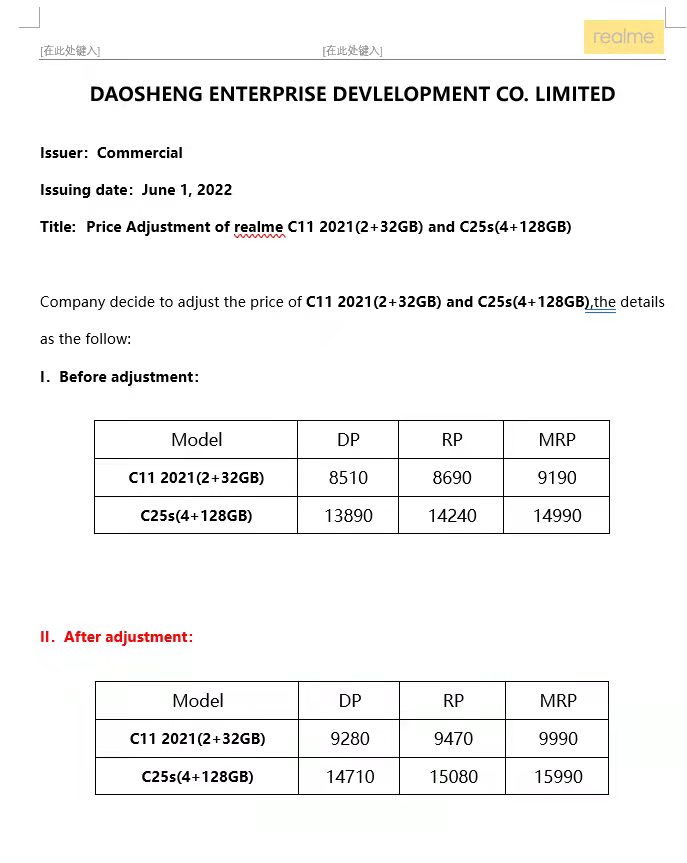 realme
[在此处键入] [在此处键入]
DAOSHENG ENTERPRISE DEVLELOPMENT CO. LIMITED
Issuer: Commercial
Issuing date: June 1, 2022
Title: Price Adjustment of realme C11 2021(2+32GB) and C25s(4+128GB)
Company decide to adjust the price of C11 2021(2+32GB) and C25s(4+128GB),the details
as the follow:
I. Before adjustment:
Model DP RP MRP
C11 2021(2+32GB) 8510 8690 9190
C25s(4+128GB) 13890 14240 14990
II. After adjustment:
Model DP RP MRP
C11 2021(2+32GB) 9280 9470 9990
C25s(4+128GB) 14710 15080 15990